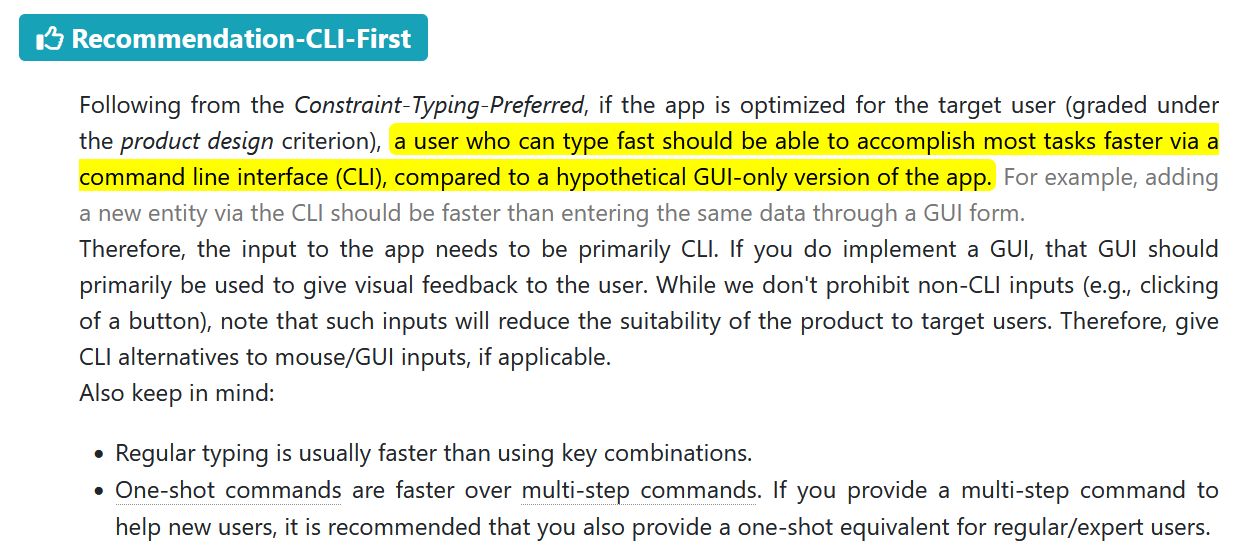 Recommendation-CLI-First
Following from the Constraint-Typing-Preferred, if the app is optimized for the target user (graded under
the product design criterion), a user who can type fast should be able to accomplish most tasks faster via a
command line interface (CLI), compared to a hypothetical GUI-only version of the app. For example, adding
a new entity via the CLI should be faster than entering the same data through a GUI form.
Therefore, the input to the app needs to be primarily CLI. If you do implement a GUI, that GUI should
primarily be used to give visual feedback to the user. While we don't prohibit non-CLI inputs (e.g., clicking
of a button), note that such inputs will reduce the suitability of the product to target users. Therefore, give
CLI alternatives to mouse/GUI inputs, if applicable.
Also keep in mind:
• Regular typing is usually faster than using key combinations.
• One-shot commands are faster over multi-step commands. If you provide a multi-step command to
help new users, it is recommended that you also provide a one-shot equivalent for regular/expert users.